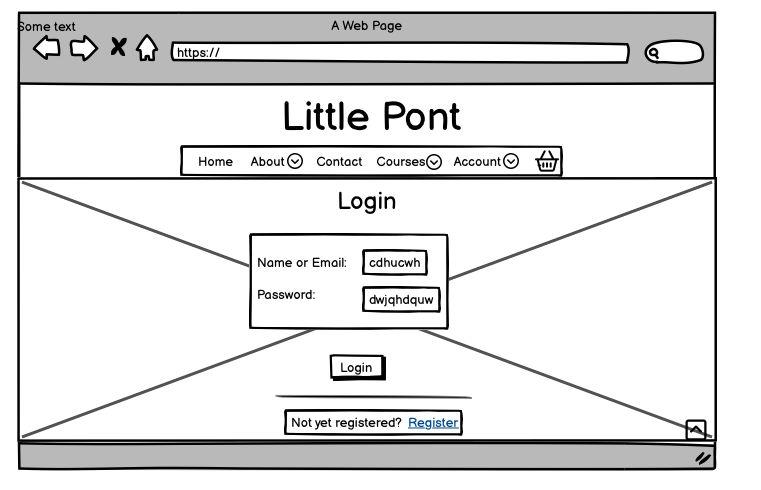 Some text
A Web Page
https://
Little Pont
Home About Contact Courses Account
Login
Name or Email: cdhucwh
Password: dwjqhdquw
Login
Not yet registered? Register